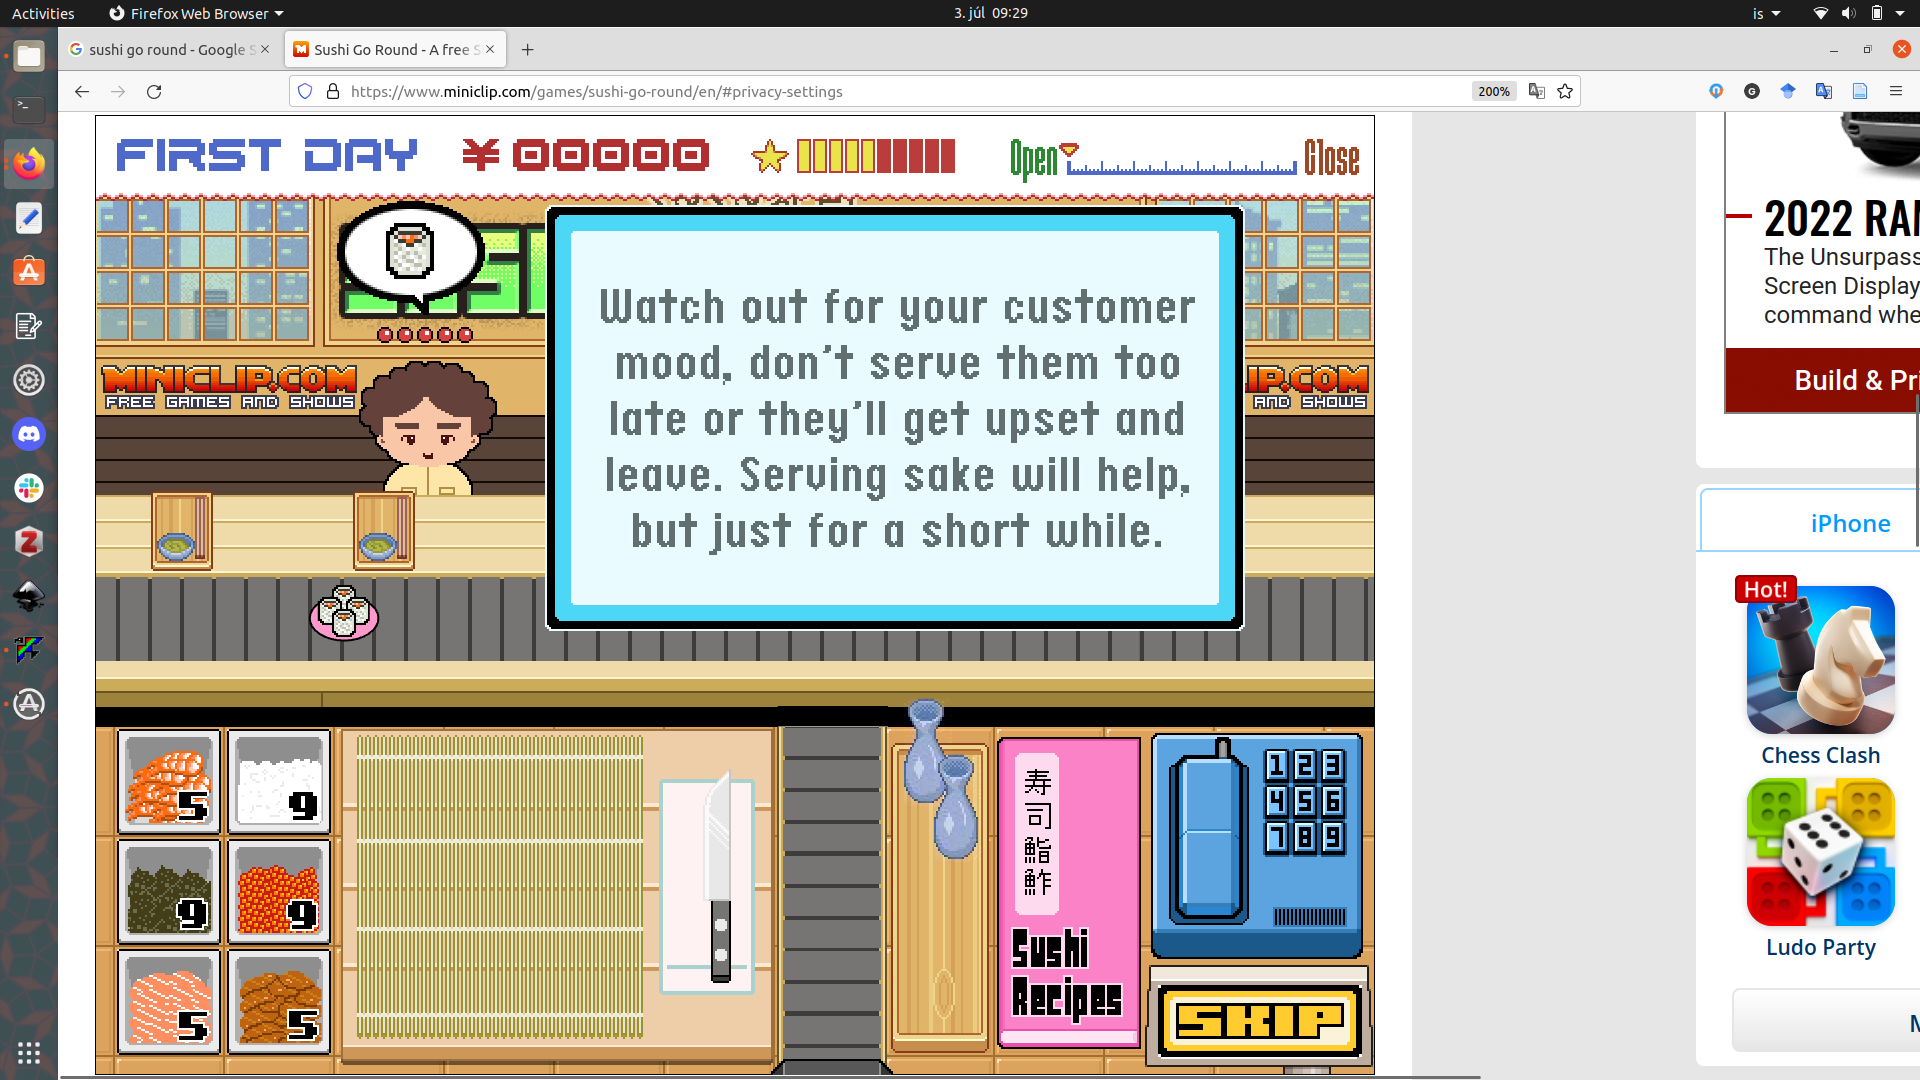 Activities
Firefox Web Browser
3. júl 09:29
is
sushi go round - Google S
Sushi Go Round - A free S
https://www.miniclip.com/games/sushi-go-round/en/#privacy-settings
200%
FIRST DAY
¥ 00000
Open
Close
MINICLIP.COM
FREE GAMES AND SHOWS
IP.COM
AND SHOWS
Watch out for your customer
mood, don't serve them too
late or they'll get upset and
leave. Serving sake will help,
but just for a short while.
5
9
9
9
5
5
寿
司
鮨
鮓
Sushi
Recipes
1 2 3
4 5 6
7 8 9
SKIP
2022 RA
The Unsurpass
Screen Display
command whe
Build & Pri
iPhone
Hot!
Chess Clash
Ludo Party